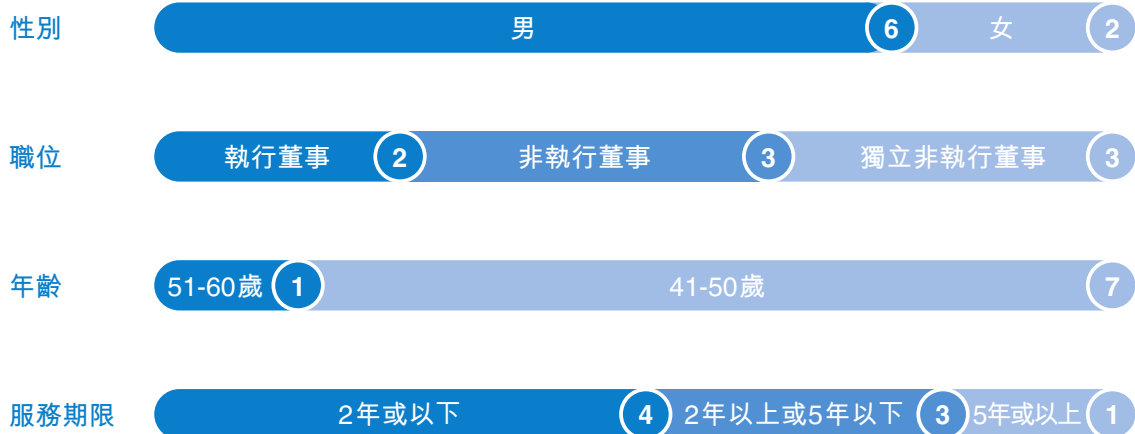 性別 男 6 女 2
職位 執行董事 2 非執行董事 3 獨立非執行董事 3
年齡 51-60歲 1 41-50歲 7
服務期限 2年或以下 4 2年以上或5年以下 3 5年或以上 1